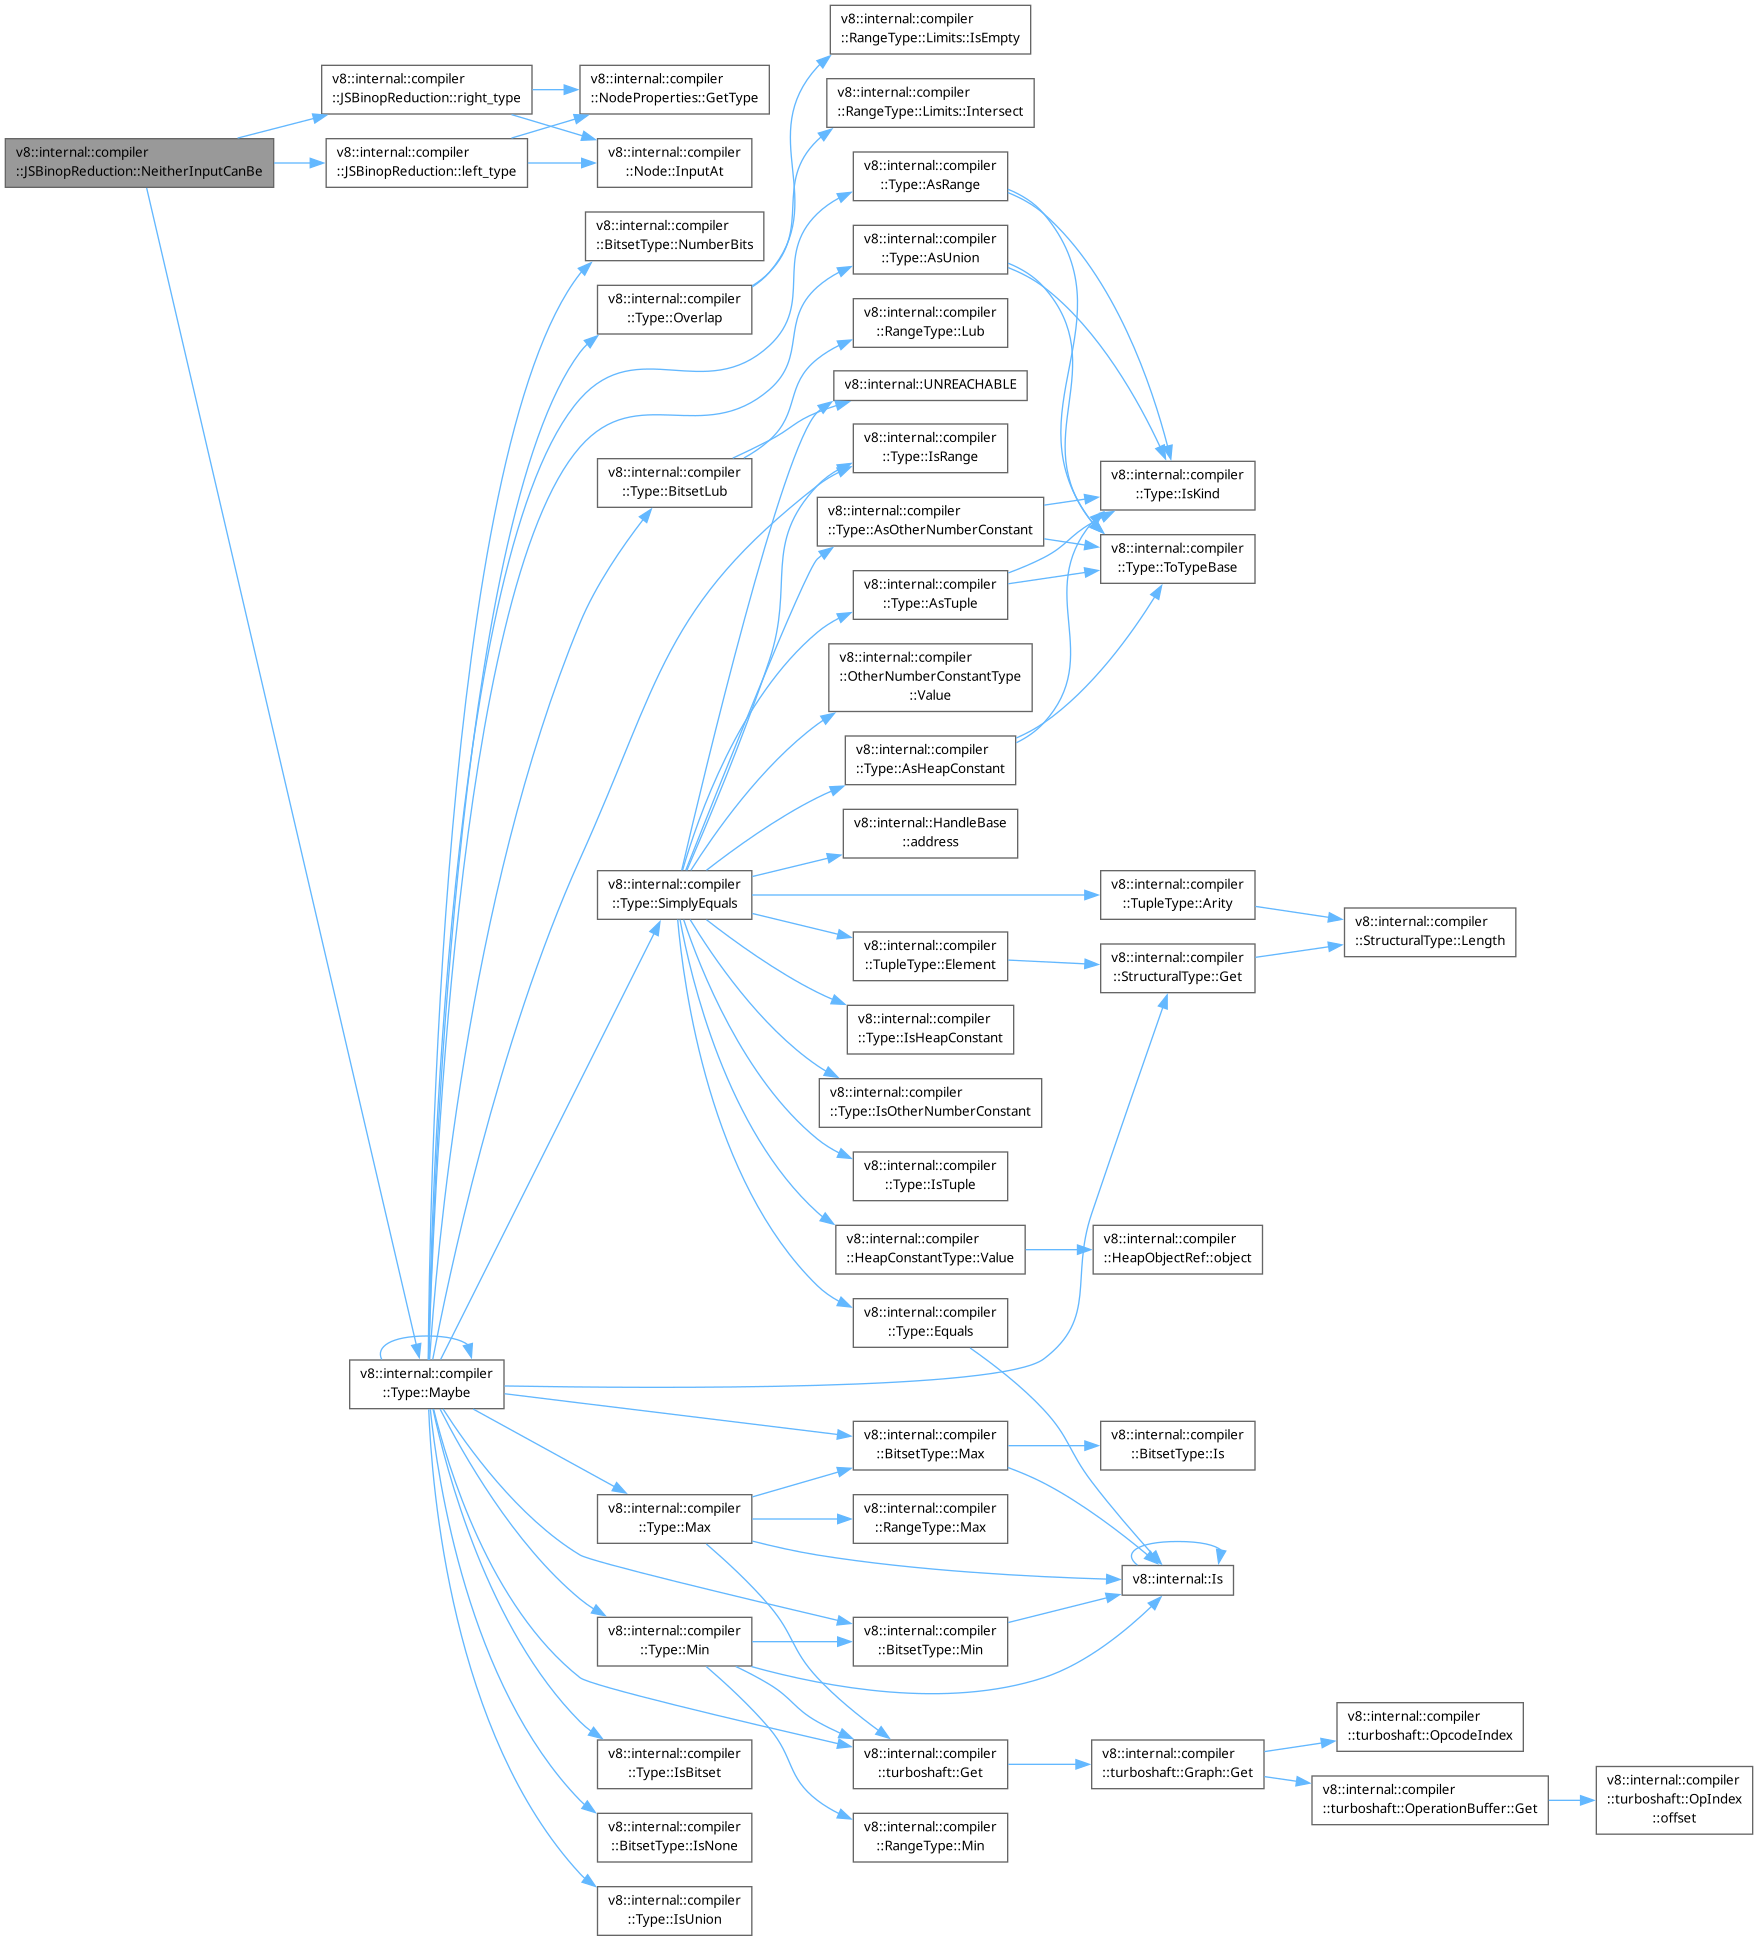 v8::internal::compiler
::JSBinopReduction::NeitherInputCanBe
v8::internal::compiler
::JSBinopReduction::right_type
v8::internal::compiler
::JSBinopReduction::left_type
v8::internal::compiler
::Type::Maybe
v8::internal::compiler
::NodeProperties::GetType
v8::internal::compiler
::Node::InputAt
v8::internal::compiler
::BitsetType::NumberBits
v8::internal::compiler
::Type::Overlap
v8::internal::compiler
::Type::BitsetLub
v8::internal::compiler
::Type::SimplyEquals
v8::internal::compiler
::Type::Max
v8::internal::compiler
::Type::Min
v8::internal::compiler
::Type::IsBitset
v8::internal::compiler
::BitsetType::IsNone
v8::internal::compiler
::Type::IsUnion
v8::internal::compiler
::RangeType::Limits::IsEmpty
v8::internal::compiler
::RangeType::Limits::Intersect
v8::internal::compiler
::Type::AsRange
v8::internal::compiler
::Type::AsUnion
v8::internal::compiler
::RangeType::Lub
v8::internal::UNREACHABLE
v8::internal::compiler
::Type::IsRange
v8::internal::compiler
::Type::AsOtherNumberConstant
v8::internal::compiler
::Type::AsTuple
v8::internal::compiler
::OtherNumberConstantType
::Value
v8::internal::compiler
::Type::AsHeapConstant
v8::internal::HandleBase
::address
v8::internal::compiler
::TupleType::Element
v8::internal::compiler
::Type::IsHeapConstant
v8::internal::compiler
::Type::IsOtherNumberConstant
v8::internal::compiler
::Type::IsTuple
v8::internal::compiler
::HeapConstantType::Value
v8::internal::compiler
::Type::Equals
v8::internal::compiler
::BitsetType::Max
v8::internal::compiler
::RangeType::Max
v8::internal::compiler
::BitsetType::Min
v8::internal::compiler
::turboshaft::Get
v8::internal::compiler
::RangeType::Min
v8::internal::compiler
::Type::IsKind
v8::internal::compiler
::Type::ToTypeBase
v8::internal::compiler
::TupleType::Arity
v8::internal::compiler
::StructuralType::Get
v8::internal::compiler
::HeapObjectRef::object
v8::internal::compiler
::BitsetType::Is
v8::internal::Is
v8::internal::compiler
::turboshaft::Graph::Get
v8::internal::compiler
::StructuralType::Length
v8::internal::compiler
::turboshaft::OpcodeIndex
v8::internal::compiler
::turboshaft::OperationBuffer::Get
v8::internal::compiler
::turboshaft::OpIndex
::offset